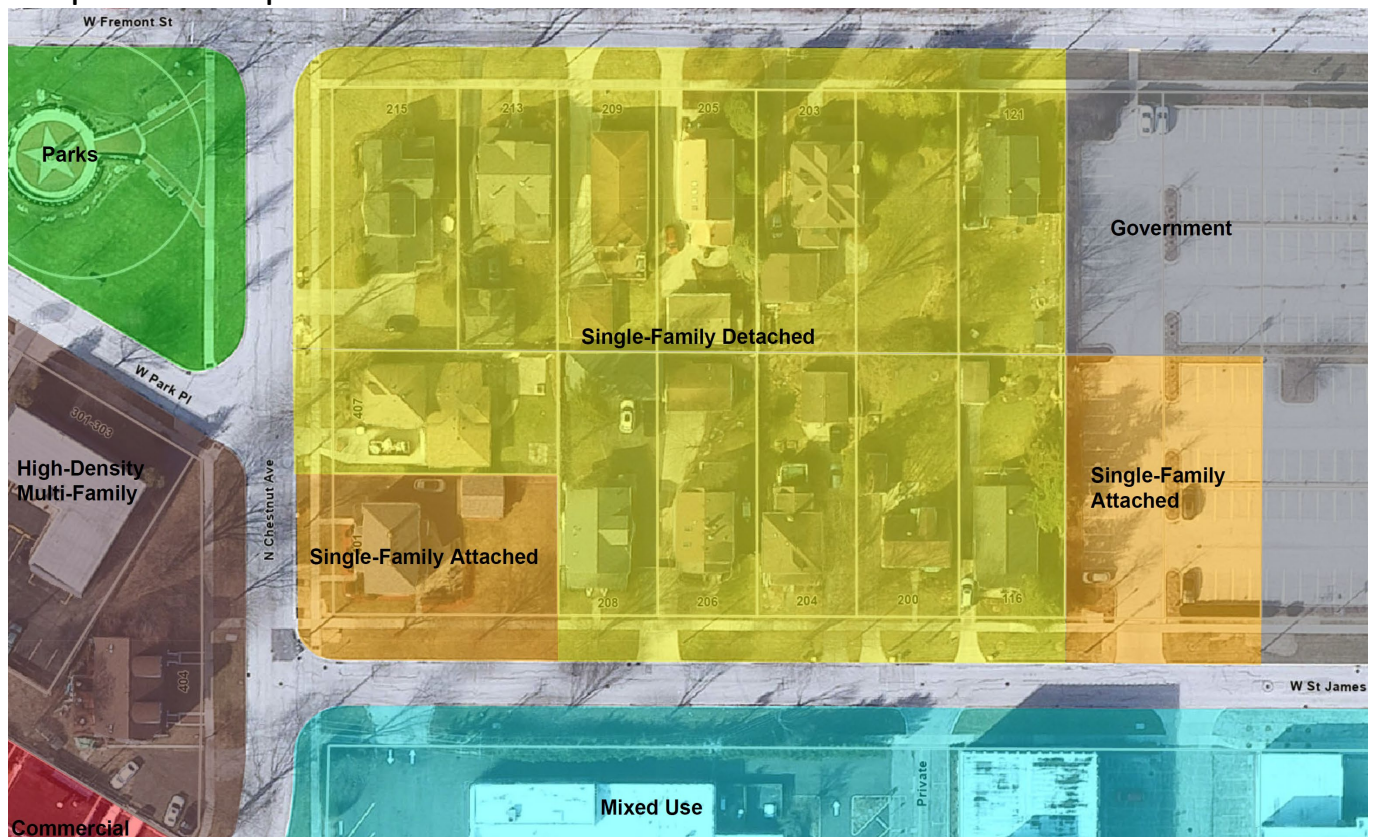 W Fremont St
215
213
209
205
203
121
Parks
Government
Single-Family Detached
W Park Pl
301-303
407
High-Density
Multi-Family
N Chestnut Ave
Single-Family
Attached
Single-Family Attached
208
206
204
200
116
404
W St James
Private
Mixed Use
Commercial